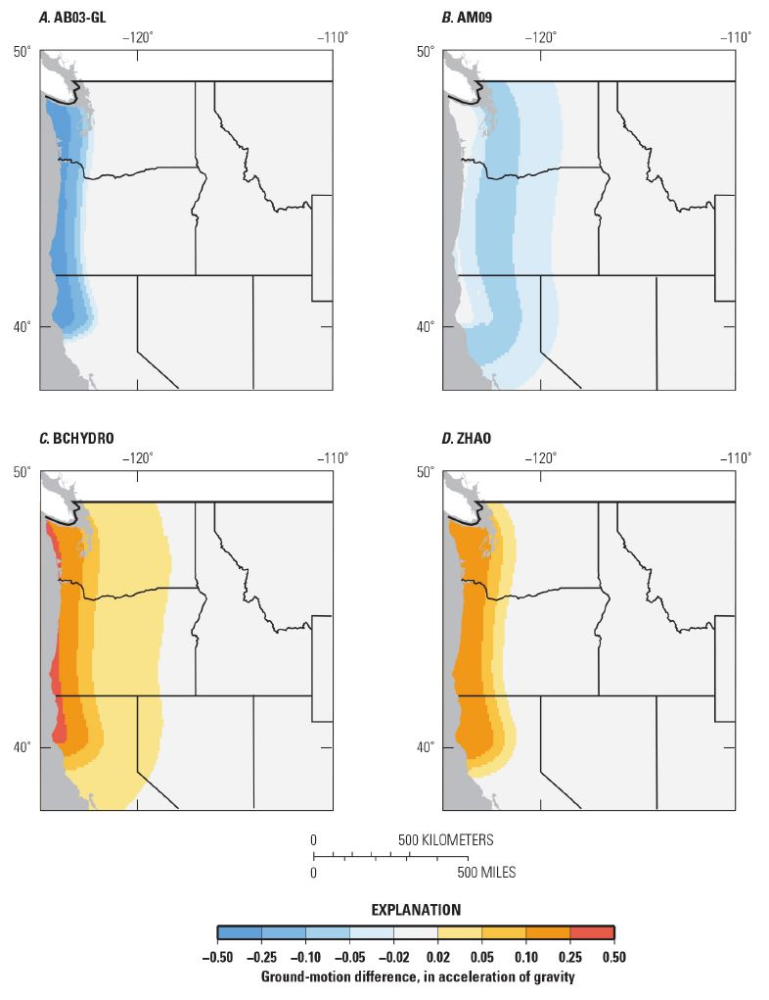 A. AB03-GL
−120° −110°
50°
40°
B. AM09
−120° −110°
50°
40°
C. BCHYDRO
−120° −110°
50°
40°
D. ZHAO
−120° −110°
50°
40°
0 500 KILOMETERS
0 500 MILES
EXPLANATION
−0.50 −0.25 −0.10 −0.05 −0.02 0.02 0.05 0.10 0.25 0.50
Ground-motion difference, in acceleration of gravity